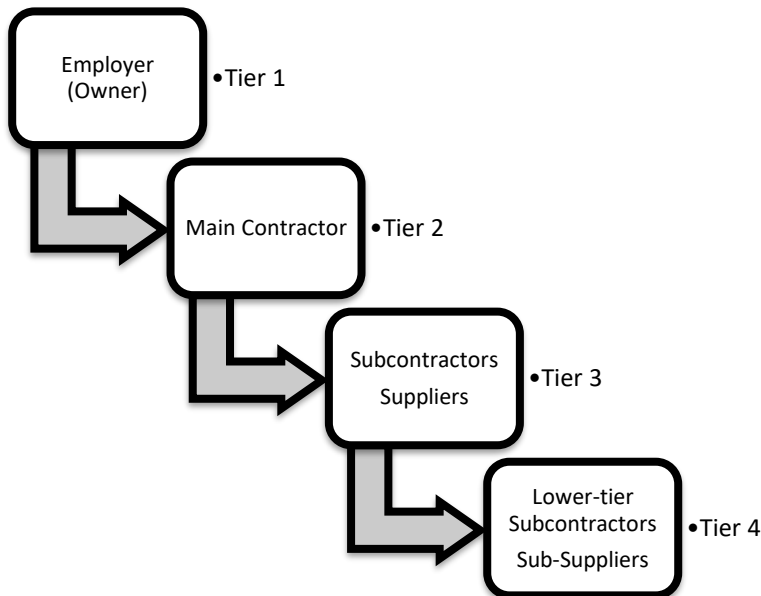 Employer
(Owner)
•Tier 1
Main Contractor
•Tier 2
Subcontractors
Suppliers
•Tier 3
Lower-tier
Subcontractors
Sub-Suppliers
•Tier 4